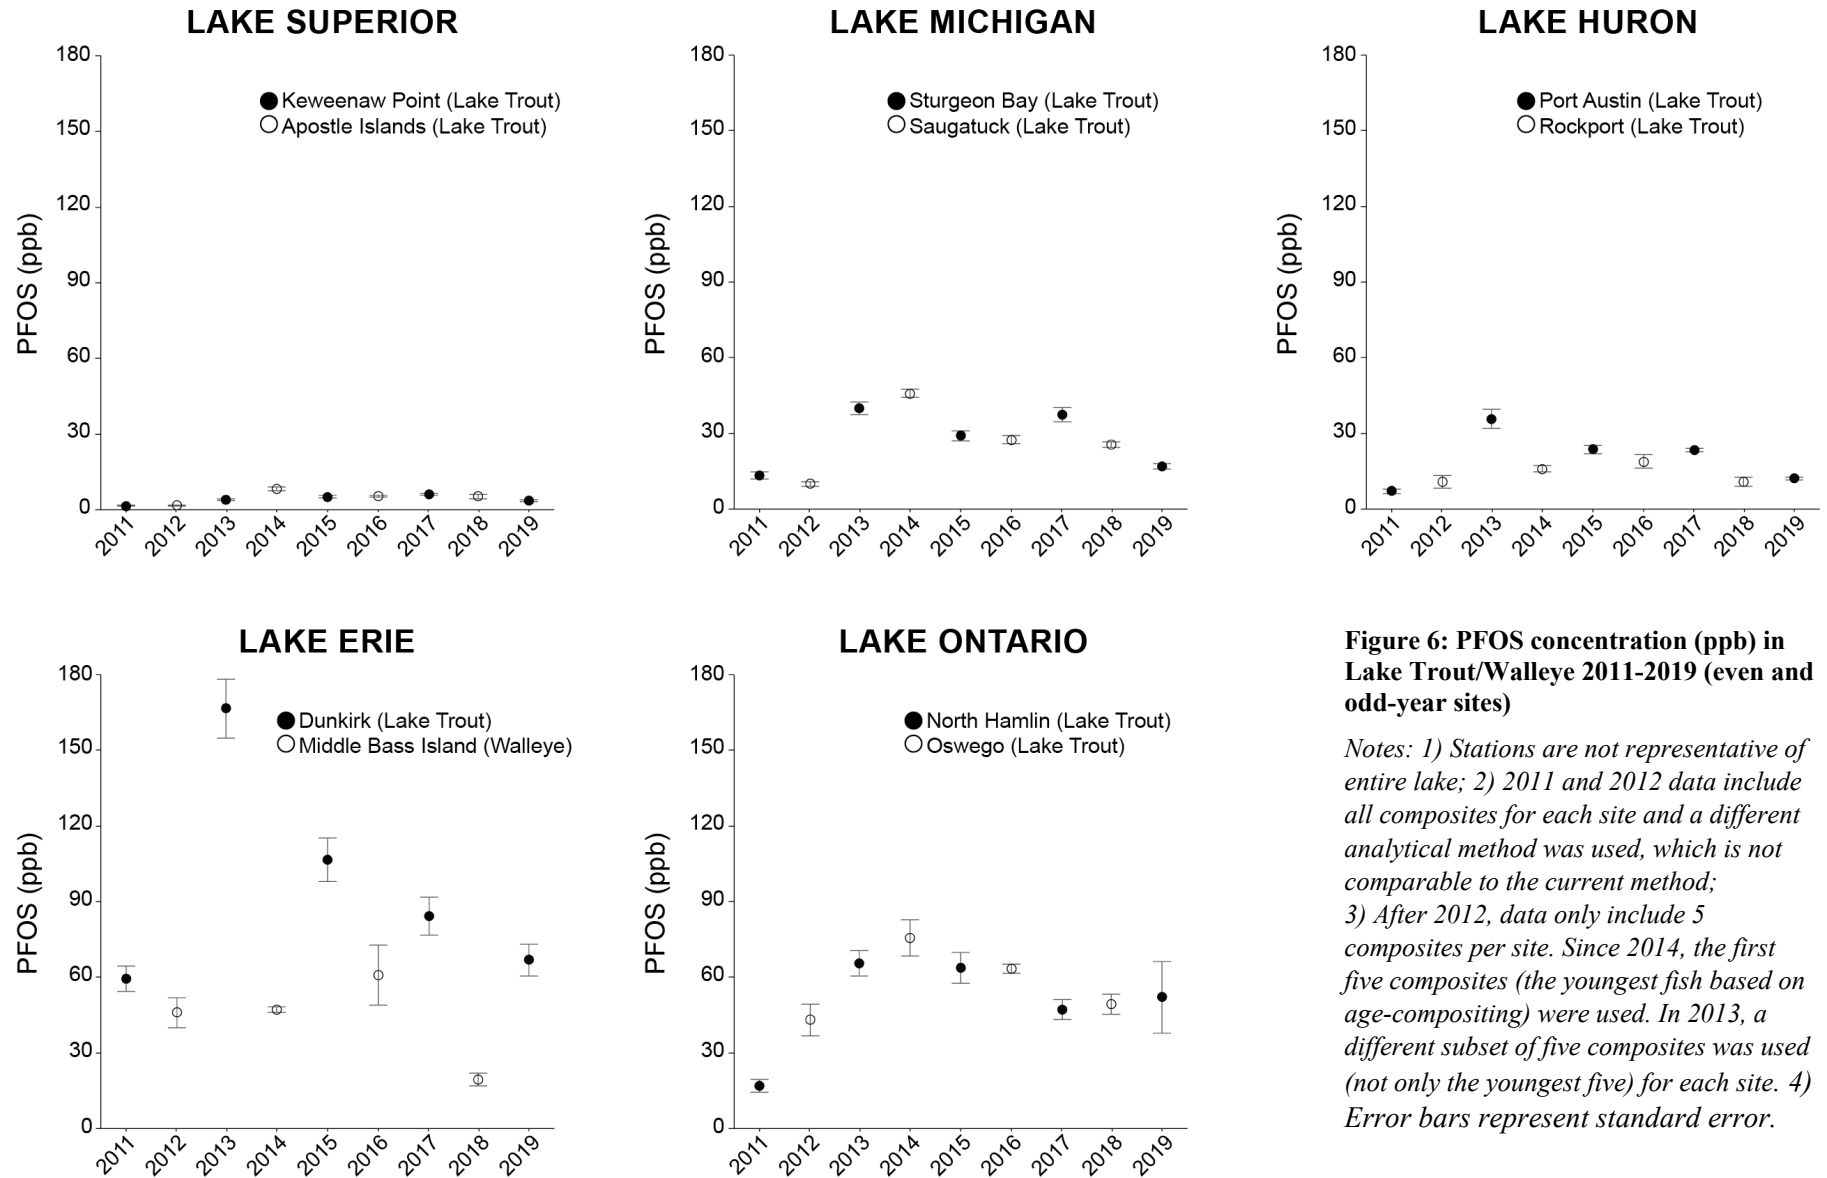 LAKE SUPERIOR
PFOS (ppb)
180
150
120
90
60
30
0
Keweenaw Point (Lake Trout)
Apostle Islands (Lake Trout)
2011 2012 2013 2014 2015 2016 2017 2018 2019
LAKE MICHIGAN
PFOS (ppb)
180
150
120
90
60
30
0
Sturgeon Bay (Lake Trout)
Saugatuck (Lake Trout)
2011 2012 2013 2014 2015 2016 2017 2018 2019
LAKE HURON
PFOS (ppb)
180
150
120
90
60
30
0
Port Austin (Lake Trout)
Rockport (Lake Trout)
2011 2012 2013 2014 2015 2016 2017 2018 2019
LAKE ERIE
PFOS (ppb)
180
150
120
90
60
30
0
Dunkirk (Lake Trout)
Middle Bass Island (Walleye)
2011 2012 2013 2014 2015 2016 2017 2018 2019
LAKE ONTARIO
PFOS (ppb)
180
150
120
90
60
30
0
North Hamlin (Lake Trout)
Oswego (Lake Trout)
2011 2012 2013 2014 2015 2016 2017 2018 2019
Figure 6: PFOS concentration (ppb) in
Lake Trout/Walleye 2011-2019 (even and
odd-year sites)
Notes: 1) Stations are not representative of
entire lake; 2) 2011 and 2012 data include
all composites for each site and a different
analytical method was used, which is not
comparable to the current method;
3) After 2012, data only include 5
composites per site. Since 2014, the first
five composites (the youngest fish based on
age-compositing) were used. In 2013, a
different subset of five composites was used
(not only the youngest five) for each site. 4)
Error bars represent standard error.